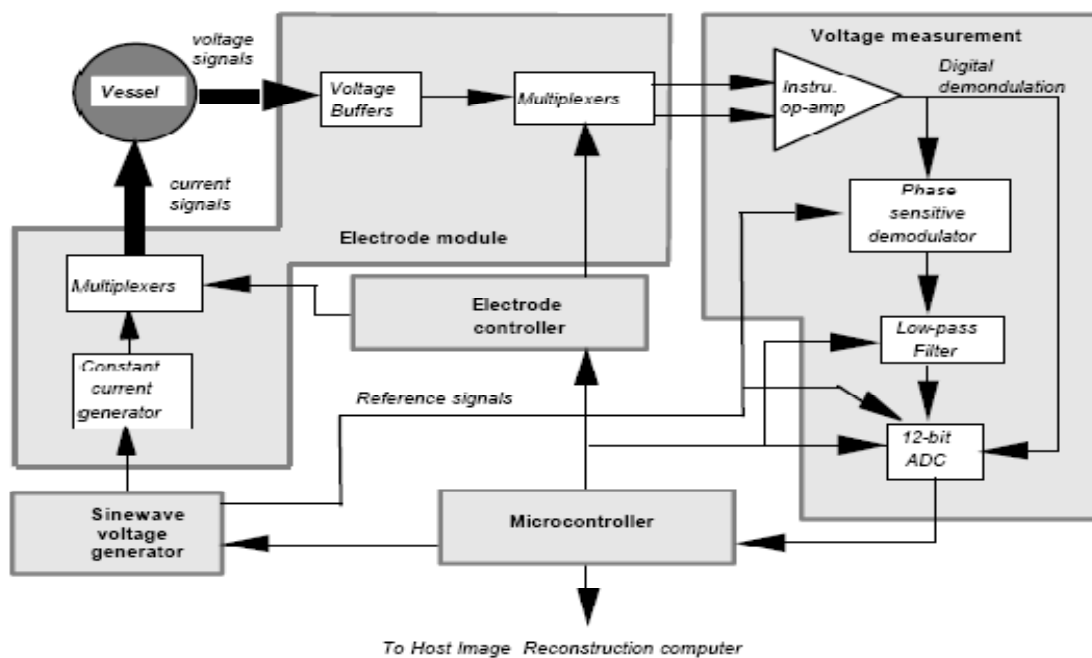 voltage
signals
Vessel
current
signals
Voltage
Buffers
Multiplexers
Electrode module
Multiplexers
Constant
current
generator
Electrode
controller
Reference signals
Sinewave
voltage
generator
Microcontroller
To Host Image Reconstruction computer
Voltage measurement
Instru.
op-amp
Digital
demondulation
Phase
sensitive
demodulator
Low-pass
Filter
12-bit
ADC